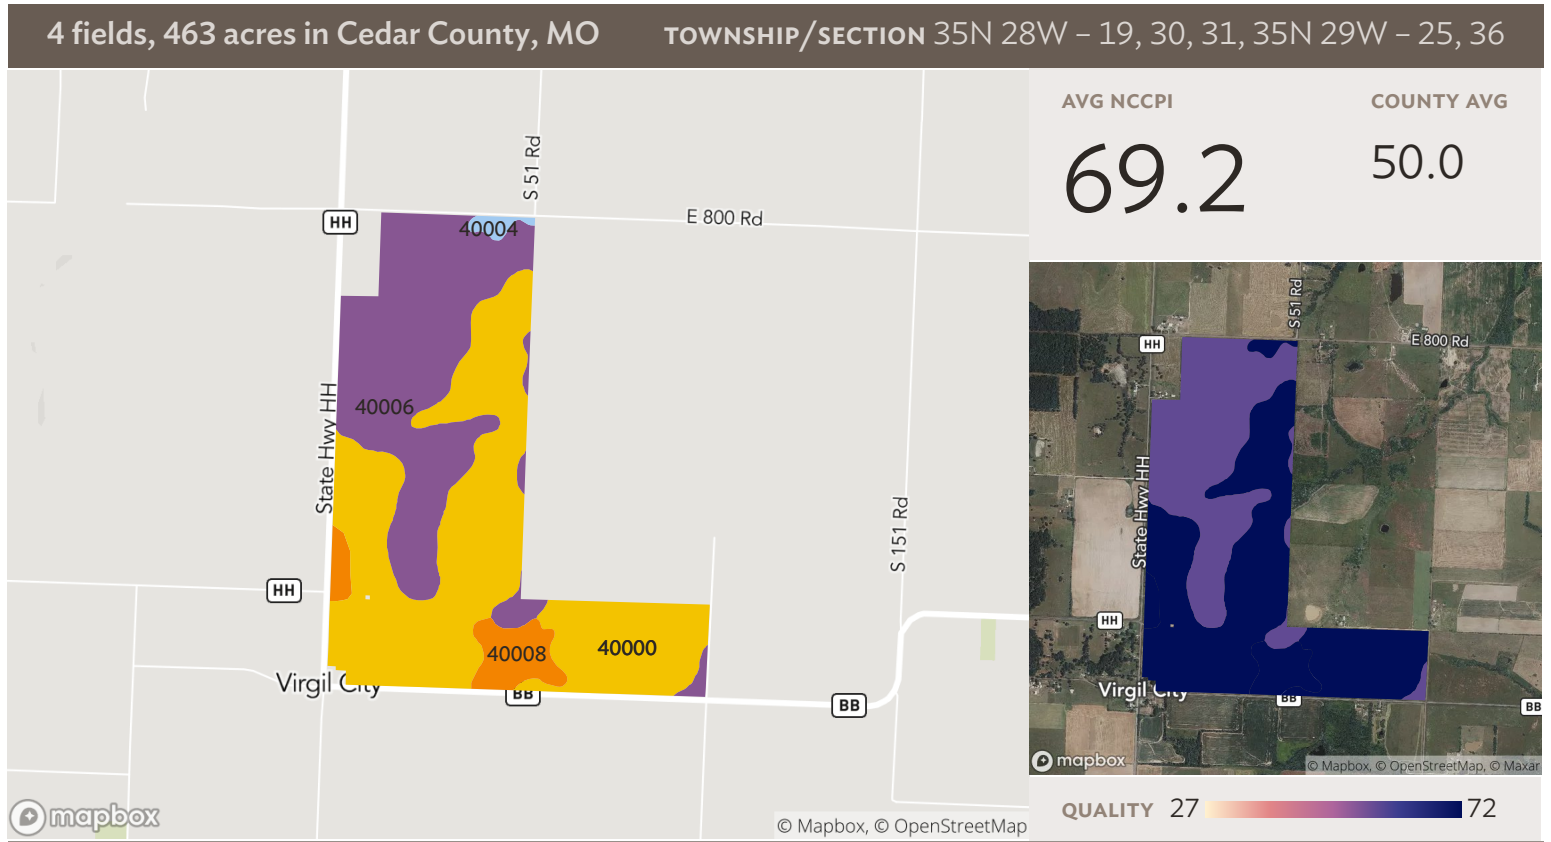 4 fields, 463 acres in Cedar County, MO
TOWNSHIP/SECTION 35N 28W – 19, 30, 31, 35N 29W – 25, 36
S 51 Rd
HH
40004
E 800 Rd
40006
State Hwy HH
S 151 Rd
HH
40008
40000
Virgil City
BB
BB
mapbox
© Mapbox, © OpenStreetMap
AVG NCCPI
69.2
COUNTY AVG
50.0
S 51 Rd
HH
E 800 Rd
State Hwy HH
HH
Virgil City
BB
BB
mapbox
© Mapbox, © OpenStreetMap, © Maxar
QUALITY 27 72